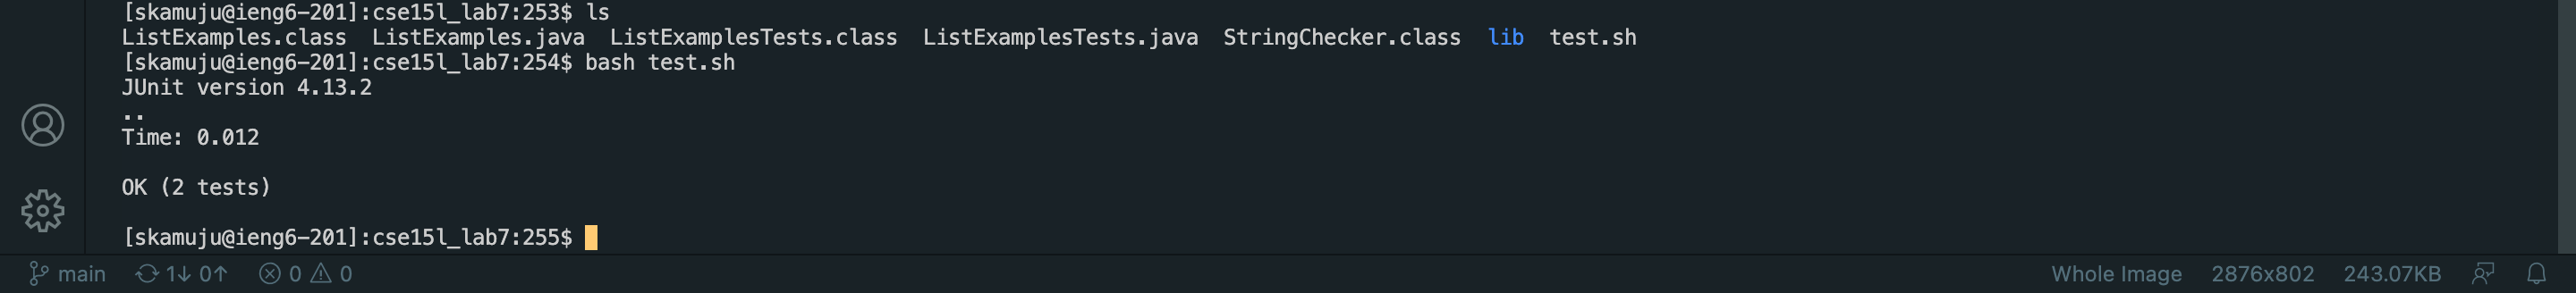 [skamuju@ieng6-201]:cse15l_lab7:253$ ls
ListExamples.class  ListExamples.java  ListExamplesTests.class  ListExamplesTests.java  StringChecker.class  lib  test.sh
[skamuju@ieng6-201]:cse15l_lab7:254$ bash test.sh
JUnit version 4.13.2
..
Time: 0.012
OK (2 tests)
[skamuju@ieng6-201]:cse15l_lab7:255$
main 1↓ 0↑ 0 0 Whole Image 2876x802 243.07KB